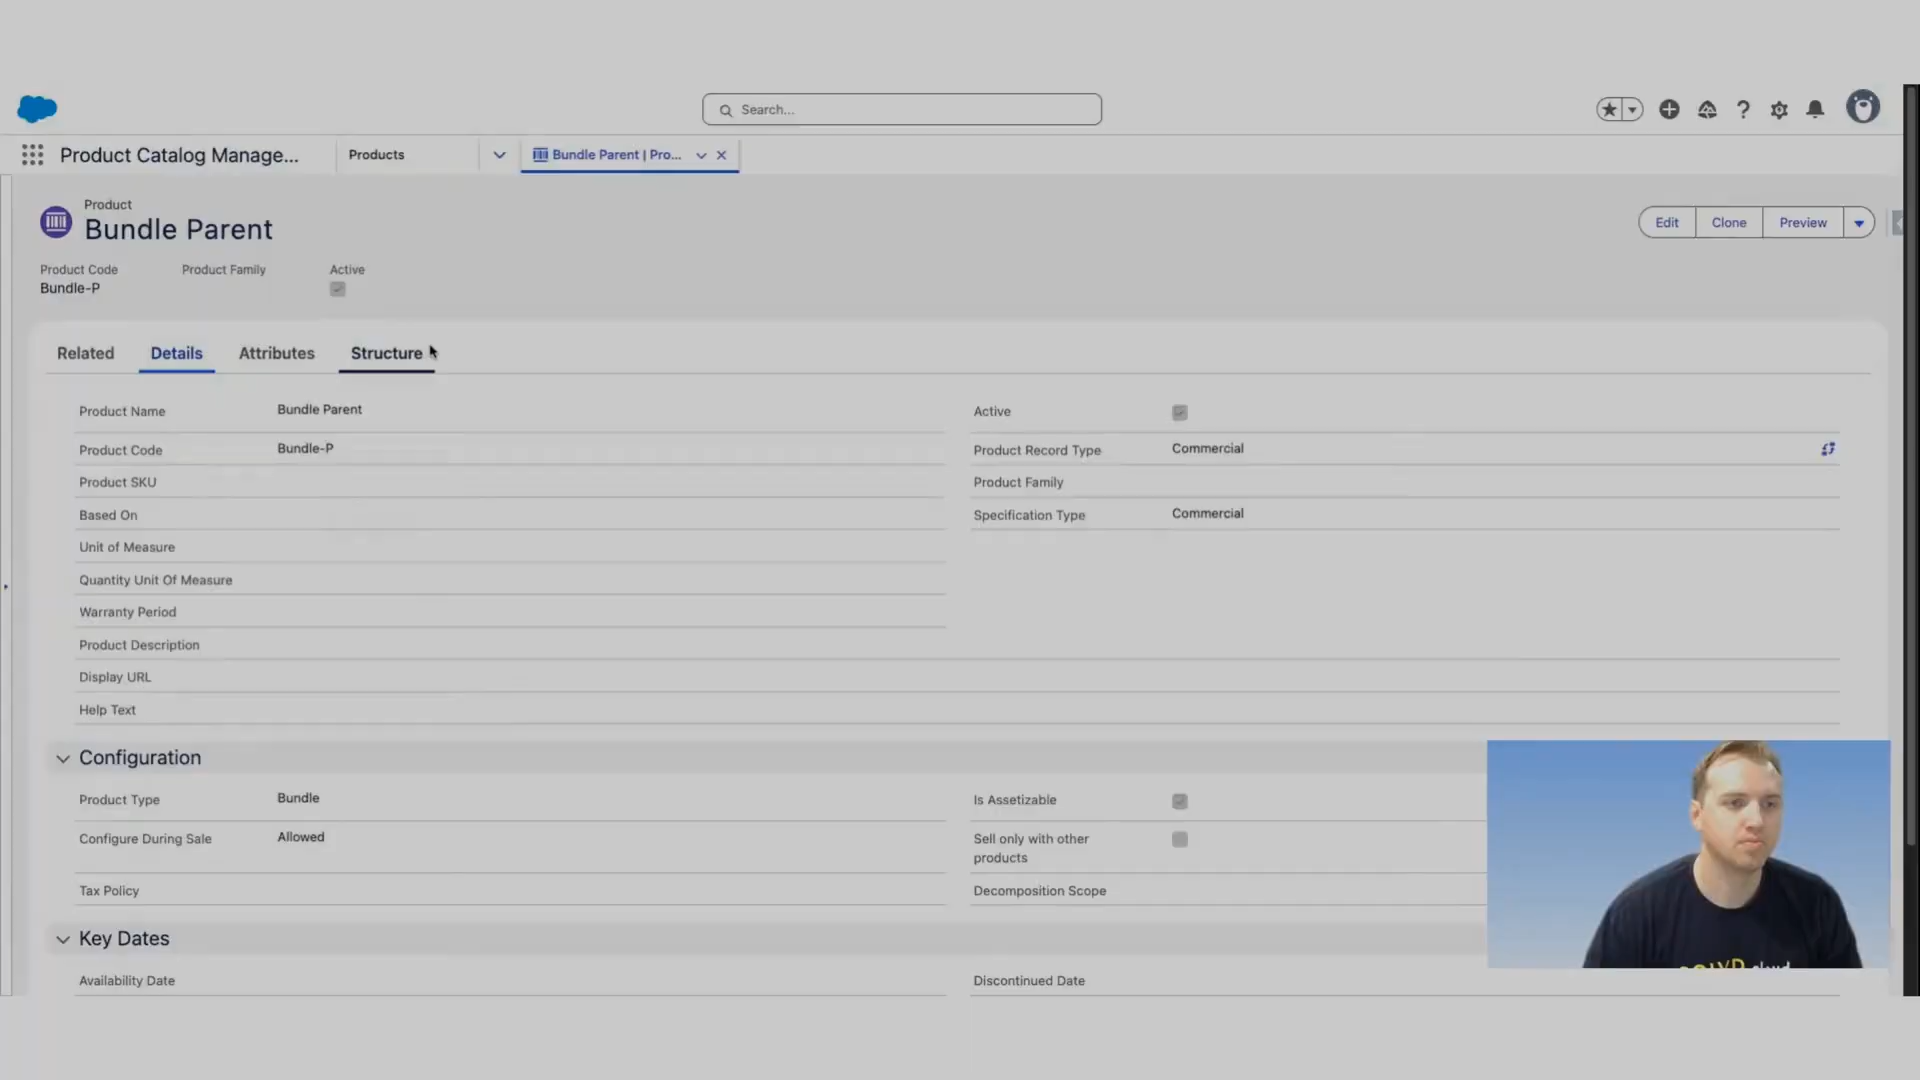 Search...
Product Catalog Manage...
Products
Bundle Parent | Pro...
Product
Bundle Parent
Edit
Clone
Preview
Product Code
Product Family
Active
Bundle-P
Related
Details
Attributes
Structure
Product Name
Bundle Parent
Active
Product Code
Bundle-P
Product Record Type
Commercial
Product SKU
Product Family
Based On
Specification Type
Commercial
Unit of Measure
Quantity Unit Of Measure
Warranty Period
Product Description
Display URL
Help Text
Configuration
Product Type
Bundle
Is Assetizable
Configure During Sale
Allowed
Sell only with other
products
Tax Policy
Decomposition Scope
Key Dates
Availability Date
Discontinued Date